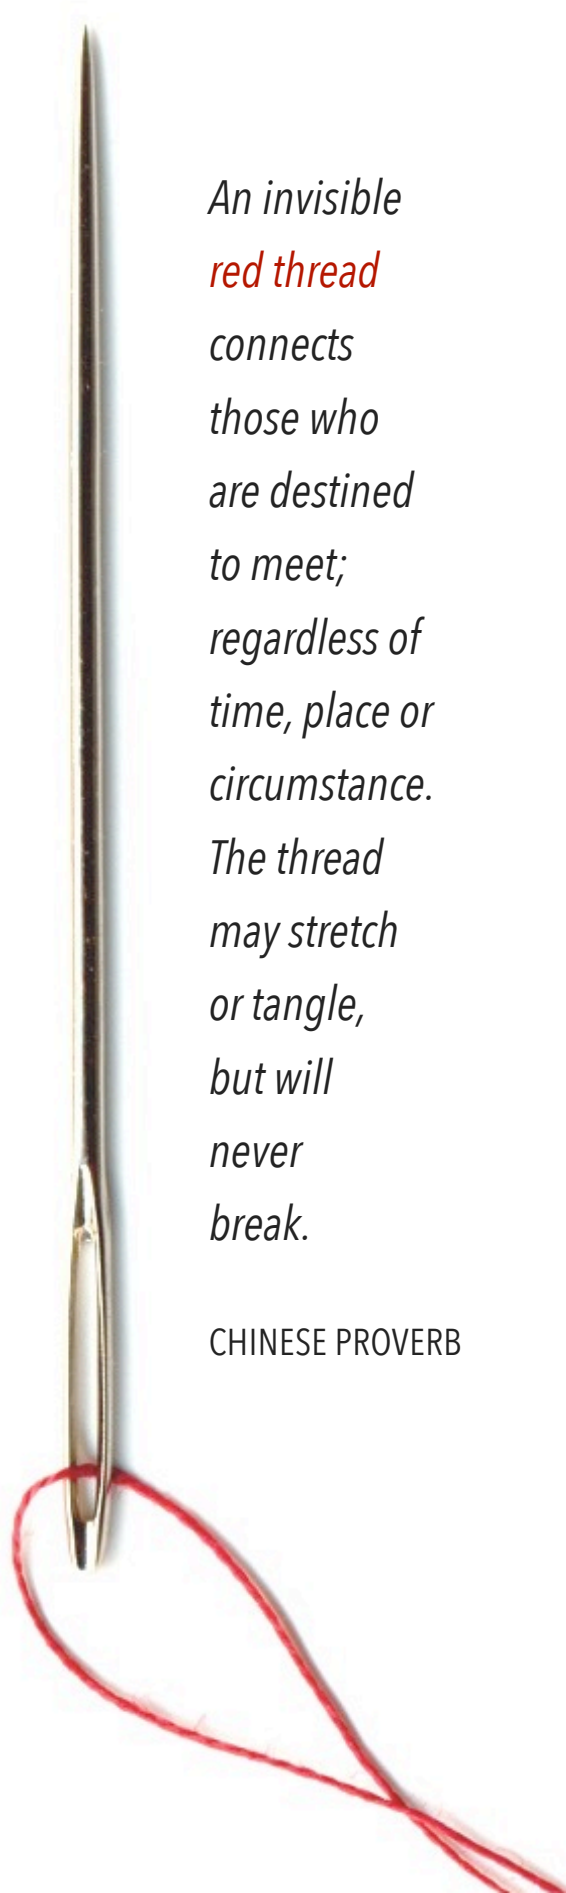 An invisible
red thread
connects
those who
are destined
to meet;
regardless of
time, place or
circumstance.
The thread
may stretch
or tangle,
but will
never
break.
CHINESE PROVERB